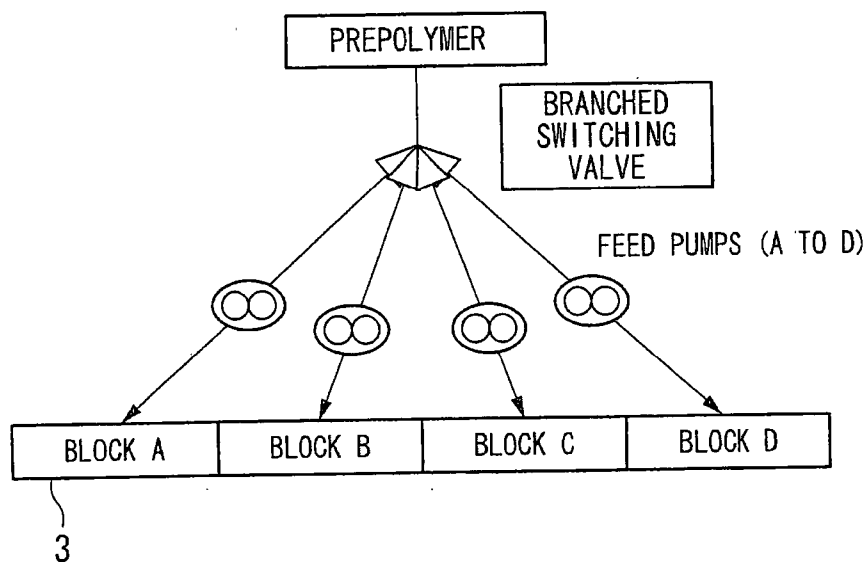 PREPOLYMER
BRANCHED
SWITCHING
VALVE
FEED PUMPS (A TO D)
BLOCK A
BLOCK B
BLOCK C
BLOCK D
3